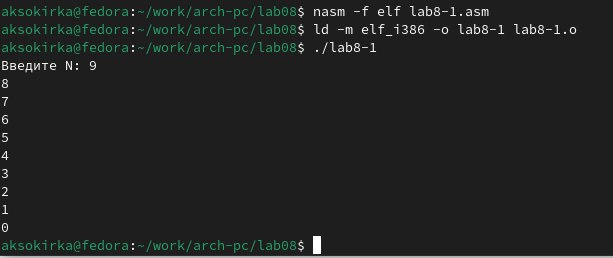 aksokirka@fedora:~/work/arch-pc/lab08$ nasm -f elf lab8-1.asm
aksokirka@fedora:~/work/arch-pc/lab08$ ld -m elf_i386 -o lab8-1 lab8-1.o
aksokirka@fedora:~/work/arch-pc/lab08$ ./lab8-1
Введите N: 9
8
7
6
5
4
3
2
1
0
aksokirka@fedora:~/work/arch-pc/lab08$